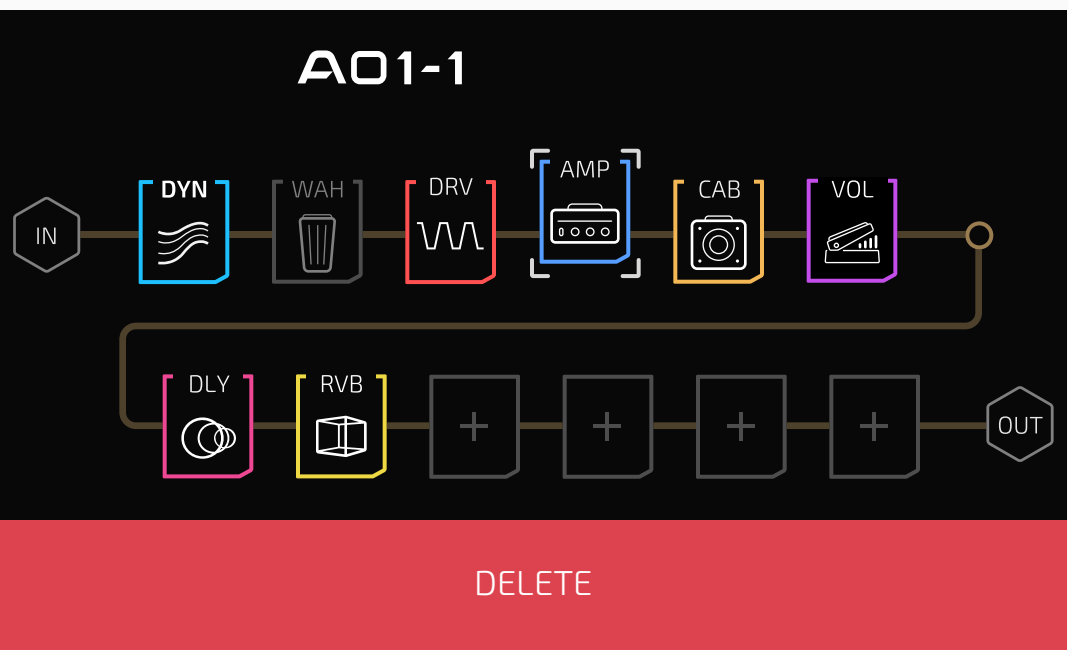 A01-1
IN
DYN
WAH
DRV
AMP
CAB
VOL
DLY
RVB
OUT
DELETE